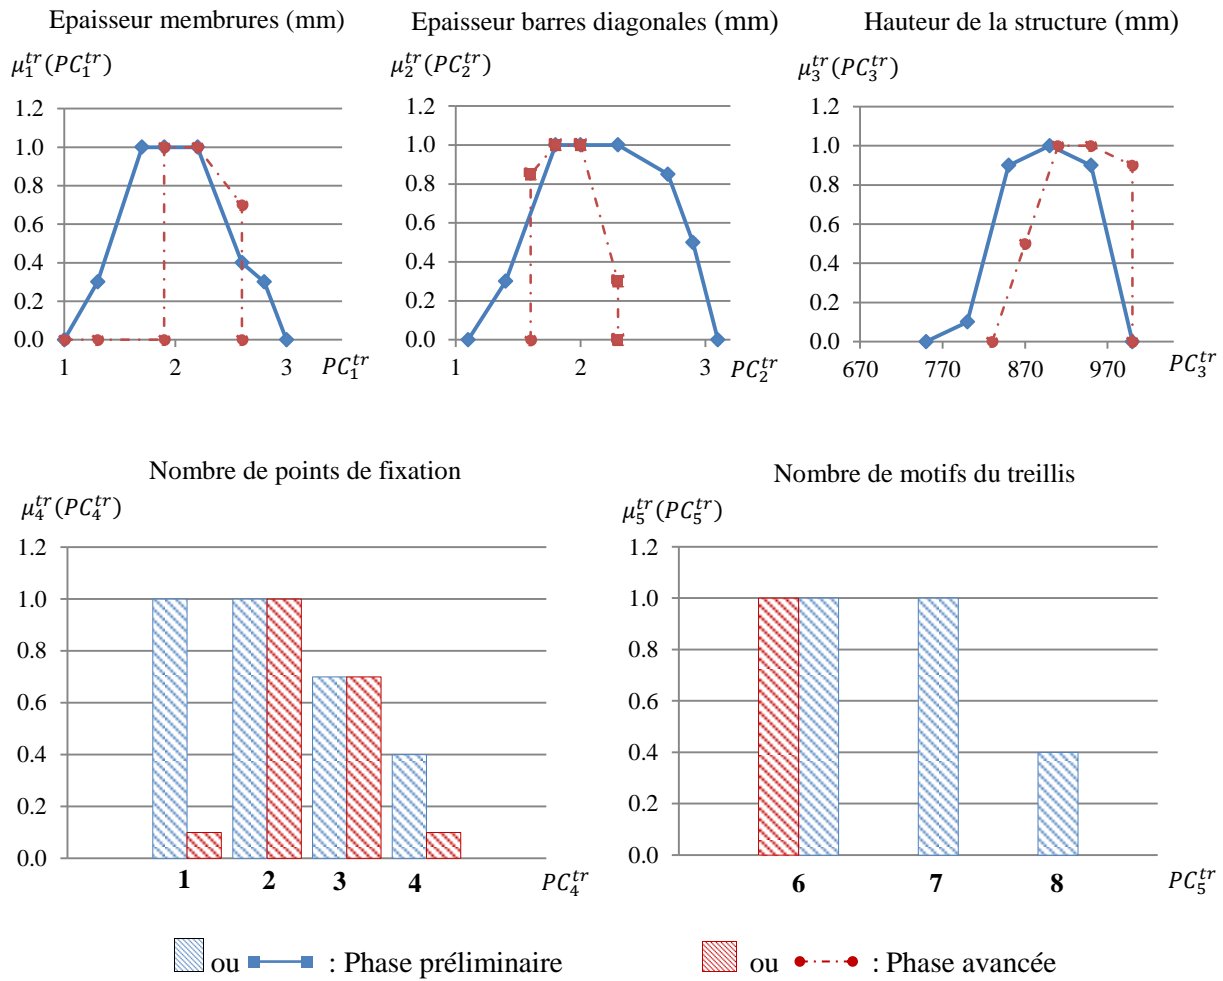 Epaisseur membrures (mm)
μ₁ᵗʳ(PC₁ᵗʳ)
1.2
1.0
0.8
0.6
0.4
0.2
0.0
1 2 3 PC₁ᵗʳ
Epaisseur barres diagonales (mm)
μ₂ᵗʳ(PC₂ᵗʳ)
1.2
1.0
0.8
0.6
0.4
0.2
0.0
1 2 3 PC₂ᵗʳ
Hauteur de la structure (mm)
μ₃ᵗʳ(PC₃ᵗʳ)
1.2
1.0
0.8
0.6
0.4
0.2
0.0
670 770 870 970 PC₃ᵗʳ
Nombre de points de fixation
μ₄ᵗʳ(PC₄ᵗʳ)
1.2
1.0
0.8
0.6
0.4
0.2
0.0
1 2 3 4 PC₄ᵗʳ
Nombre de motifs du treillis
μ₅ᵗʳ(PC₅ᵗʳ)
1.2
1.0
0.8
0.6
0.4
0.2
0.0
6 7 8 PC₅ᵗʳ
ou : Phase préliminaire
ou : Phase avancée